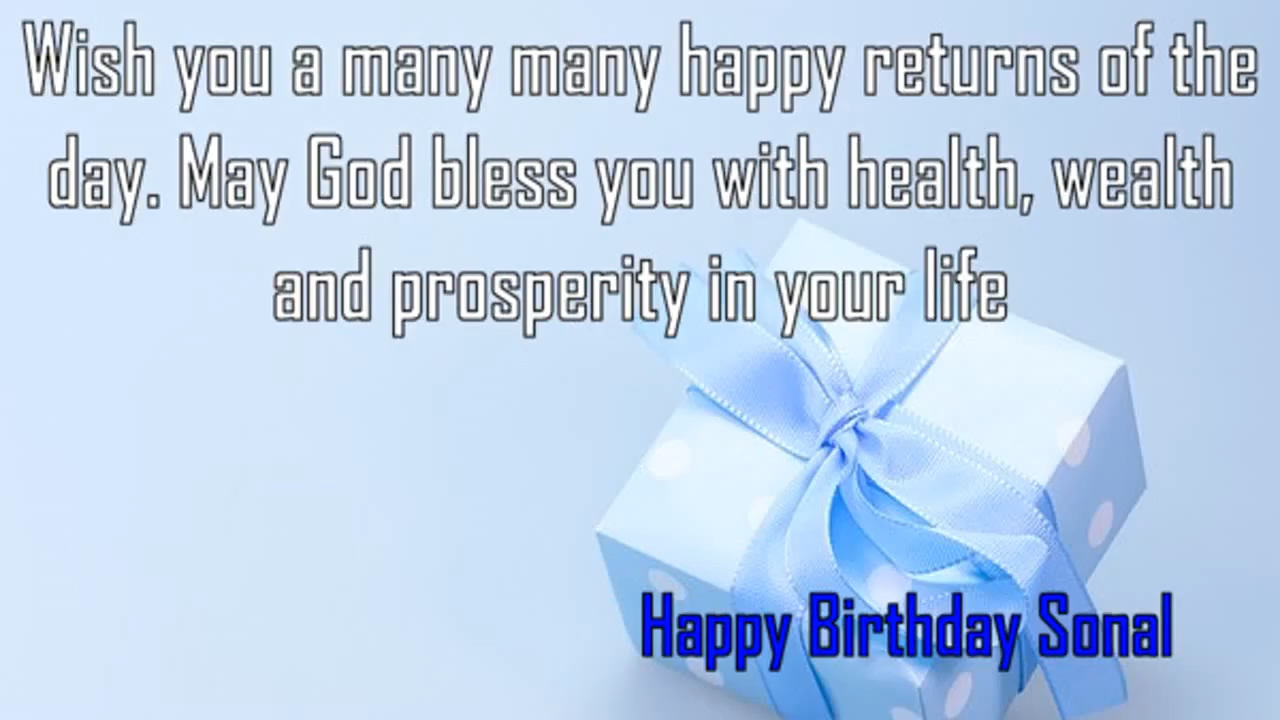 Wish you a many many happy returns of the
day. May God bless you with health, wealth
and prosperity in your life
Happy Birthday Sonal